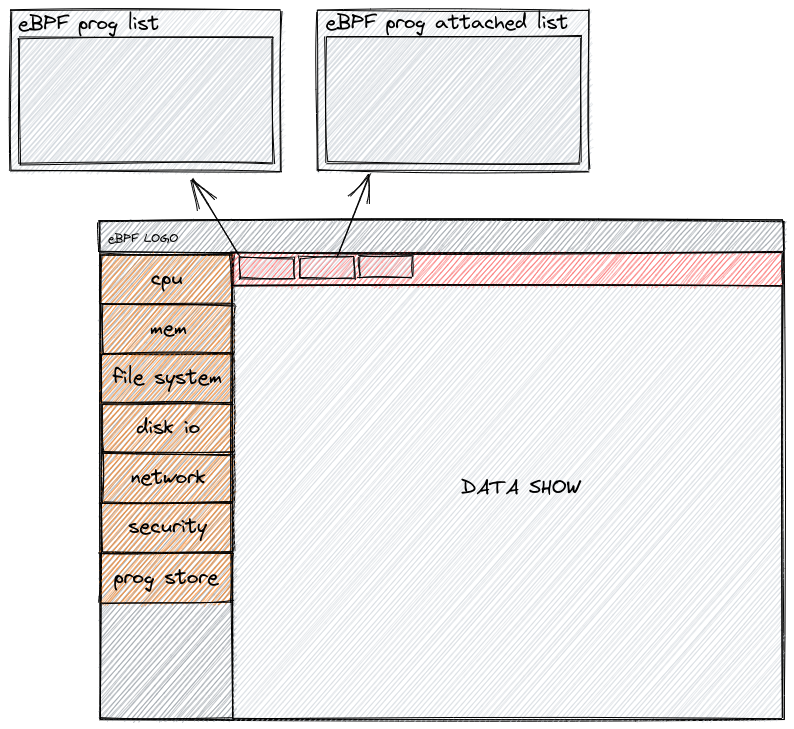 eBPF prog list
eBPF prog attached list
eBPF LOGO
cpu
mem
file system
disk io
network
security
prog store
DATA SHOW